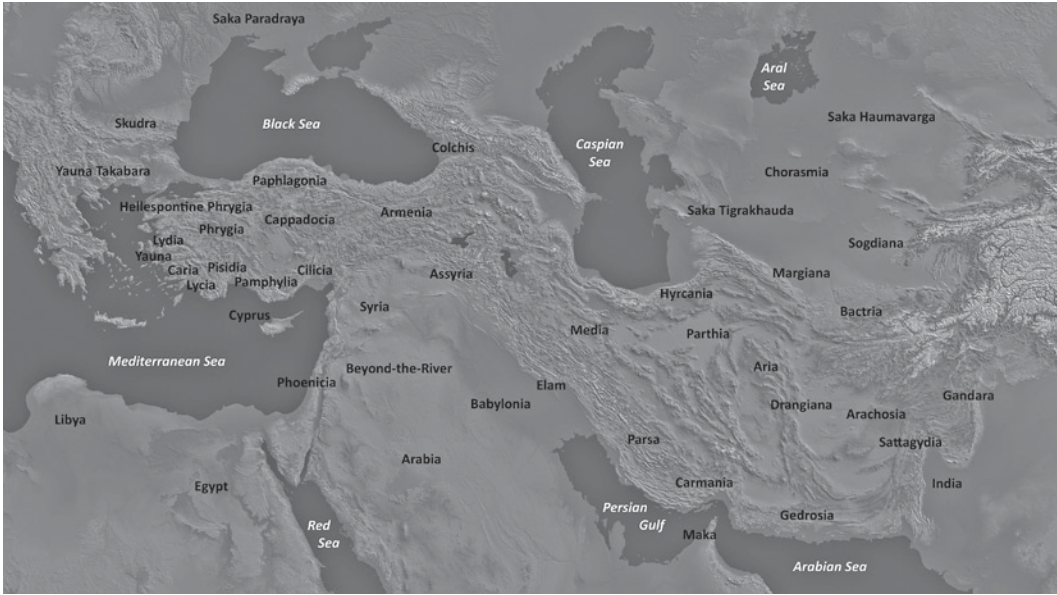 Saka Paradraya
Aral
Sea
Saka Haumavarga
Skudra
Black Sea
Colchis
Caspian
Sea
Yauna Takabara
Paphlagonia
Chorasmia
Hellespontine Phrygia
Cappadocia
Armenia
Saka Tigrakhauda
Phrygia
Lydia
Sogdiana
Yauna
Caria
Pisidia
Cilicia
Assyria
Margiana
Lycia
Pamphylia
Hyrcania
Syria
Cyprus
Bactria
Media
Parthia
Mediterranean Sea
Beyond-the-River
Aria
Phoenicia
Elam
Gandara
Babylonia
Drangiana
Arachosia
Libya
Parsa
Sattagydia
Arabia
Egypt
Carmania
India
Persian
Gulf
Gedrosia
Red
Sea
Maka
Arabian Sea